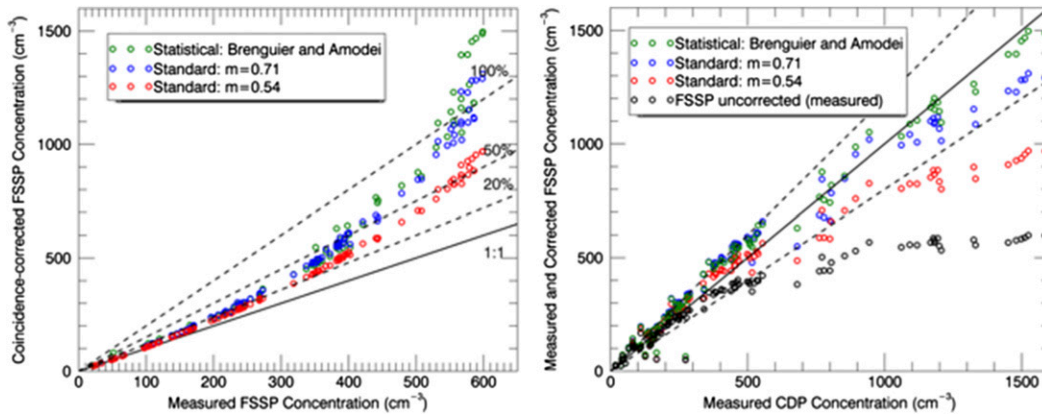 Coincidence-corrected FSSP Concentration (cm⁻³)
1500
1000
500
0
Statistical: Brenguier and Amodei
Standard: m=0.71
Standard: m=0.54
100%
50%
20%
1:1
0 100 200 300 400 500 600
Measured FSSP Concentration (cm⁻³)
Measured and Corrected FSSP Concentration (cm⁻³)
1500
1000
500
0
Statistical: Brenguier and Amodei
Standard: m=0.71
Standard: m=0.54
FSSP uncorrected (measured)
0 500 1000 1500
Measured CDP Concentration (cm⁻³)